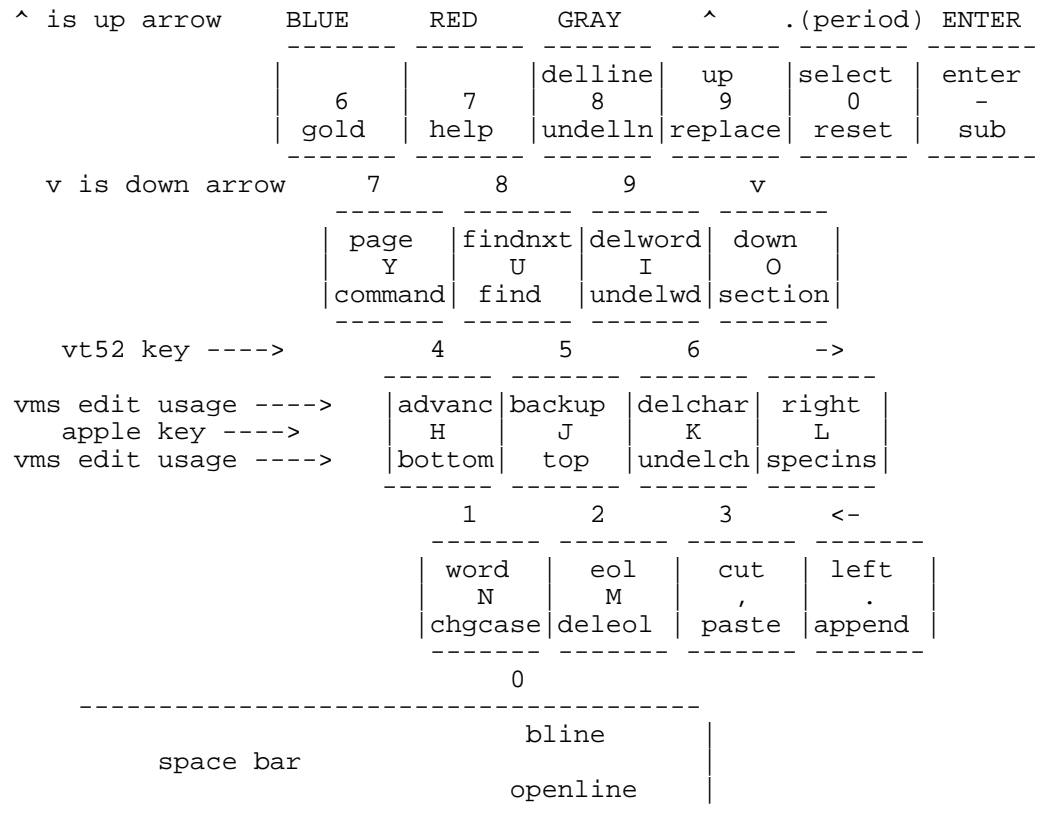 ^ is up arrow    BLUE     RED     GRAY     ^    .(period) ENTER
                 ------- ------- ------- ------- ------- -------
                |       |       |delline|  up   |select |  enter
                |   6   |   7   |   8   |   9   |   0   |   -
                | gold  | help  |undelln|replace| reset |  sub
                 ------- ------- ------- ------- ------- -------
  v is down arrow     7       8       9       v
                    ------- ------- ------- -------
                   | page  |findnxt|delword| down  |
                   |   Y   |   U   |   I   |   O   |
                   |command| find  |undelwd|section|
                    ------- ------- ------- -------
   vt52 key ---->         4       5       6       ->
                       ------- ------- ------- -------
vms edit usage ---->   |advanc|backup |delchar| right |
   apple key ---->     |  H   |   J   |   K   |   L   |
vms edit usage ---->   |bottom|  top  |undelch|specins|
                       ------- ------- ------- -------
                            1       2       3      <-
                          ------- ------- ------- -------
                         | word  |  eol  |  cut  | left  |
                         |   N   |   M   |   ,   |   .   |
                         |chgcase|deleol | paste |append |
                          ------- ------- ------- -------
                               0
    ---------------------------------------
                                bline      |
         space bar                         |
                               openline    |